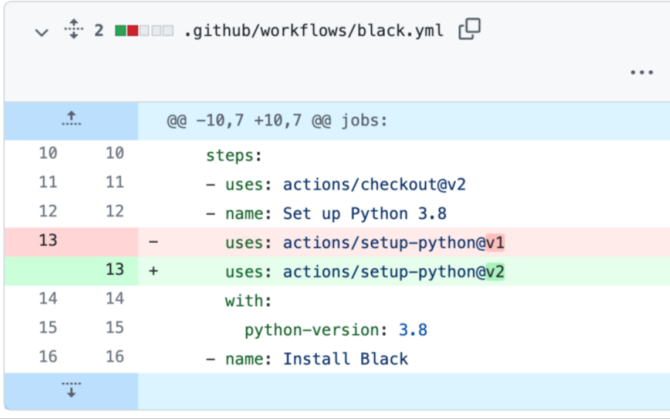 2 .github/workflows/black.yml
@@ -10,7 +10,7 @@ jobs:
10 10 steps:
11 11 - uses: actions/checkout@v2
12 12 - name: Set up Python 3.8
13 - uses: actions/setup-python@v1
13 + uses: actions/setup-python@v2
14 14 with:
15 15 python-version: 3.8
16 16 - name: Install Black